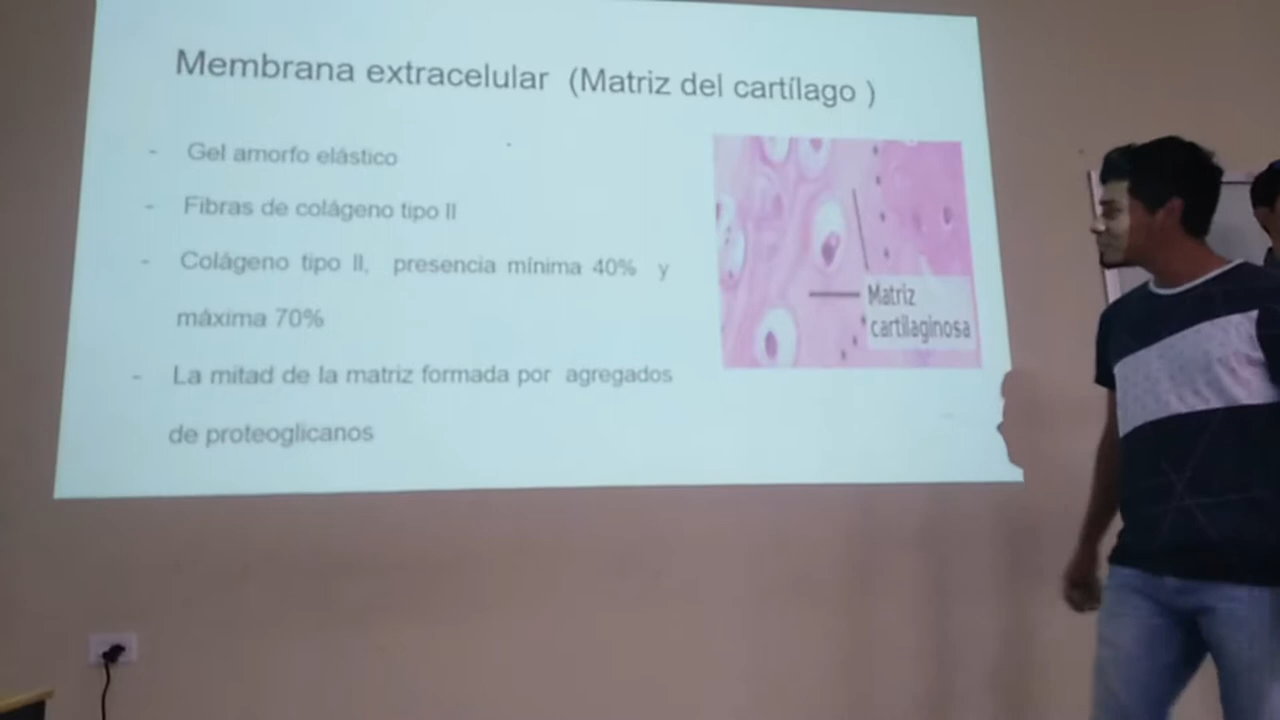 Membrana extracelular (Matriz del cartílago )
- Gel amorfo elástico
- Fibras de colágeno tipo II
- Colágeno tipo II, presencia mínima 40% y
máxima 70%
- La mitad de la matriz formada por agregados
de proteoglicanos
Matriz
cartilaginosa